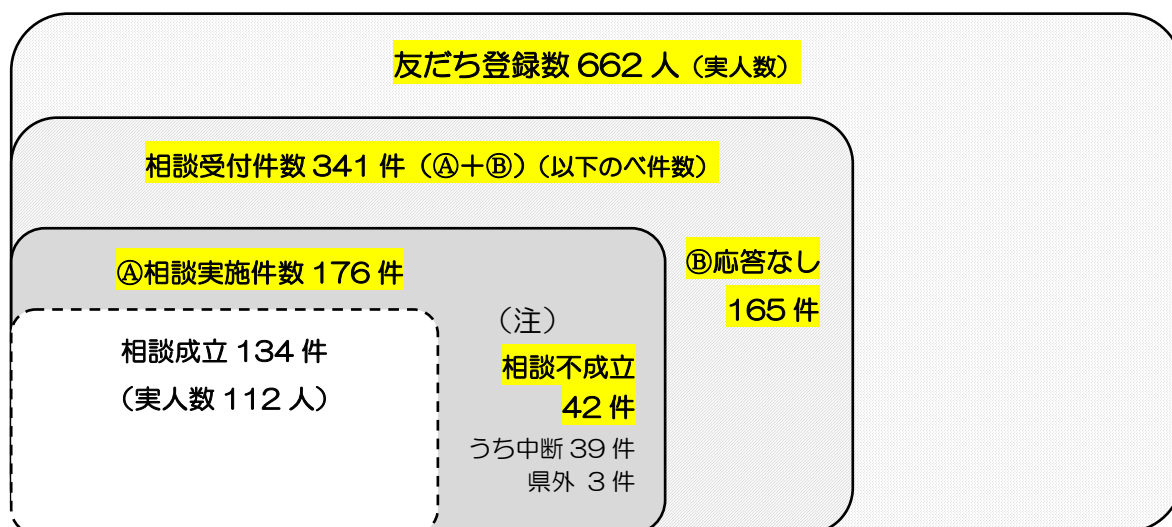 友だち登録数 662 人（実人数）
相談受付件数 341 件（Ⓐ＋Ⓑ）（以下のべ件数）
Ⓐ相談実施件数 176 件
Ⓑ応答なし
165 件
相談成立 134 件
（実人数 112 人）
（注）
相談不成立
42 件
うち中断 39 件
県外 3 件